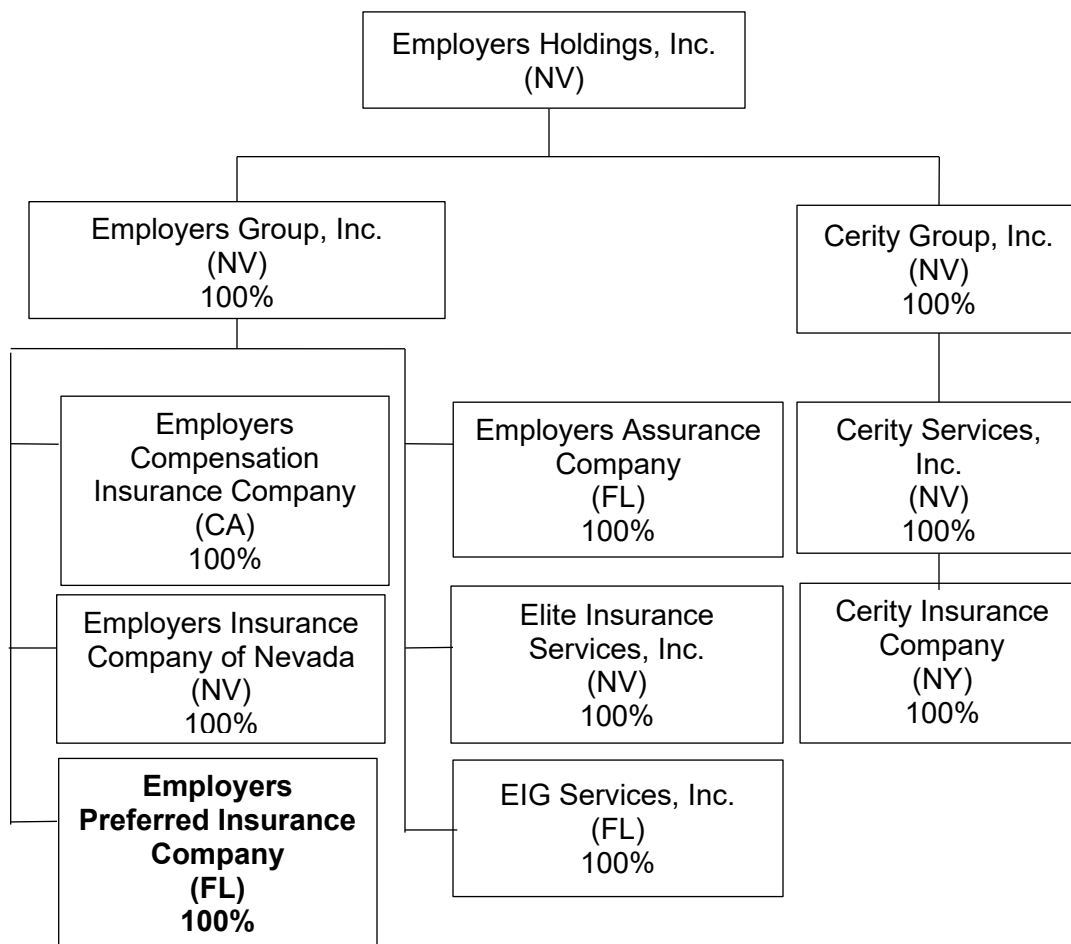 Employers Holdings, Inc.
(NV)
Employers Group, Inc.
(NV)
100%
Cerity Group, Inc.
(NV)
100%
Employers
Compensation
Insurance Company
(CA)
100%
Employers Assurance
Company
(FL)
100%
Cerity Services,
Inc.
(NV)
100%
Employers Insurance
Company of Nevada
(NV)
100%
Elite Insurance
Services, Inc.
(NV)
100%
Cerity Insurance
Company
(NY)
100%
Employers
Preferred Insurance
Company
(FL)
100%
EIG Services, Inc.
(FL)
100%